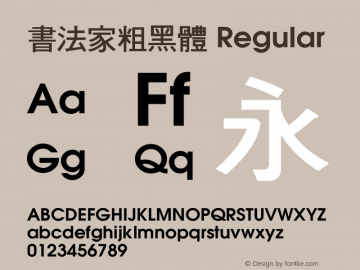 書法家粗黑體 Regular
Aa Ff 永
Gg Qq
ABCDEFGHIJKLMNOPQRSTUVWXYZ
abcdefghijklmnopqrstuvwxyz
0123456789
© Design by fontke.com